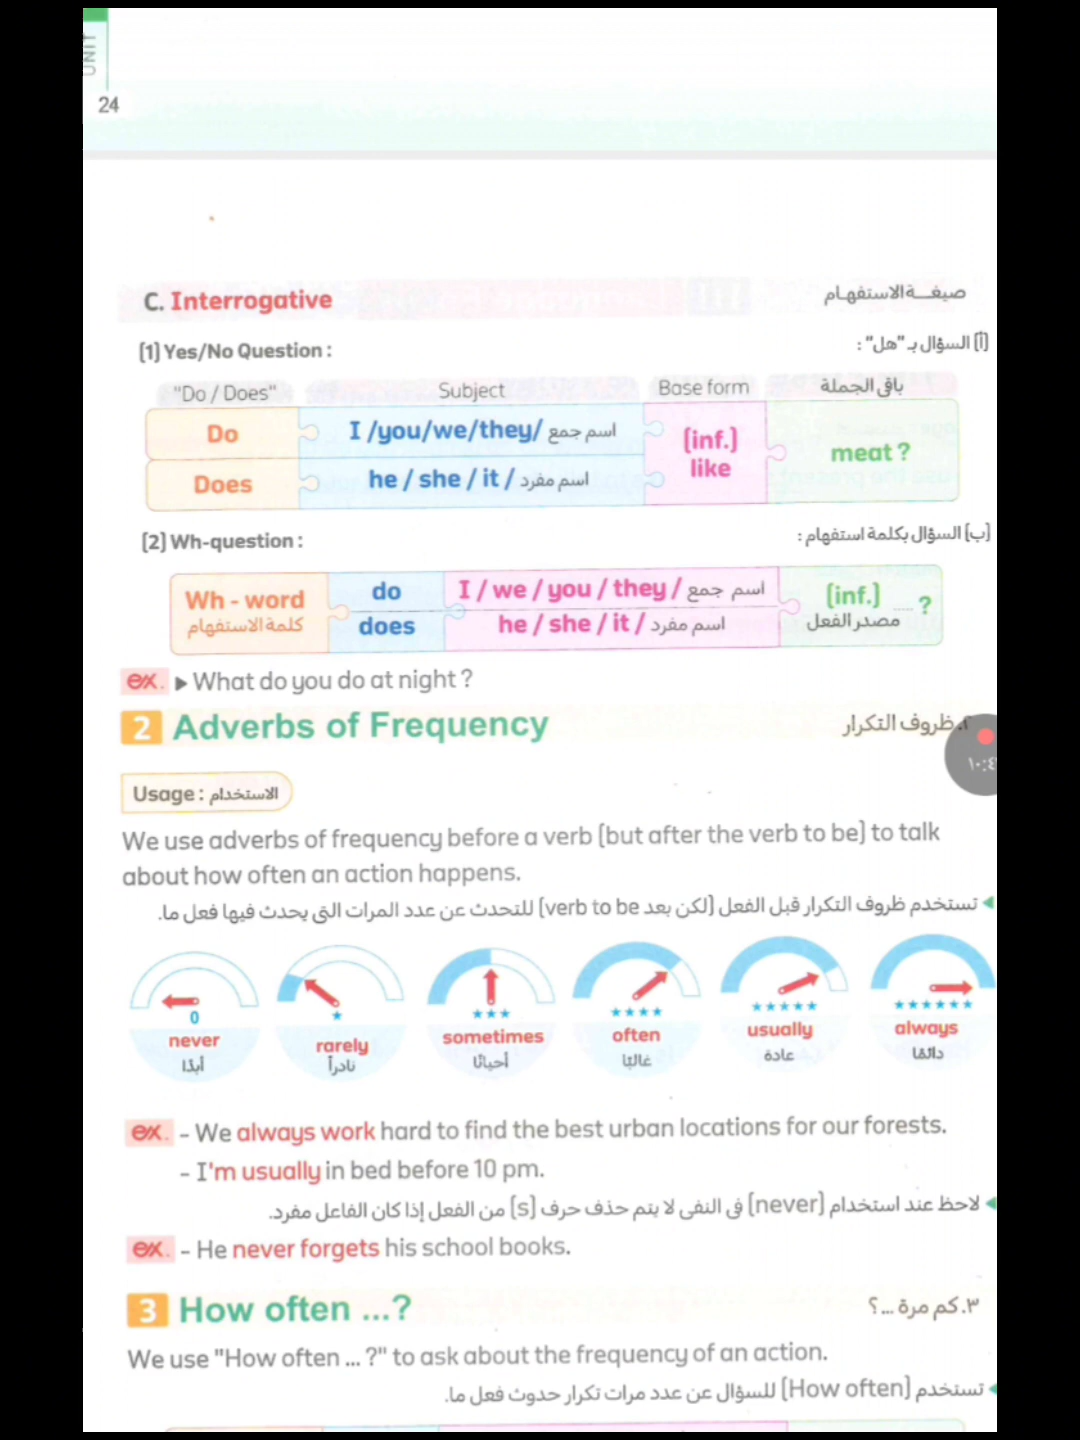 UNIT
24
C. Interrogative صيغـــة الاستفهـام
(1) Yes/No Question : (أ) السؤال بـ "هل" :
"Do / Does" Subject Base form باقى الجملة
Do I /you/we/they/ اسم جمع (inf.) like meat ?
Does he / she / it / اسم مفرد
(2) Wh-question : (ب) السؤال بكلمة استفهام :
Wh - word do I / we / you / they / اسم جمع (inf.) ..... ?
كلمة الاستفهام does he / she / it / اسم مفرد مصدر الفعل
ex. ▶ What do you do at night ?
2 Adverbs of Frequency ٢. ظروف التكرار
Usage : الاستخدام
We use adverbs of frequency before a verb (but after the verb to be) to talk
about how often an action happens.
تستخدم ظروف التكرار قبل الفعل (لكن بعد verb to be) للتحدث عن عدد المرات التى يحدث فيها فعل ما.
0 ★ ★★★ ★★★★ ★★★★★ ★★★★★★
never rarely sometimes often usually always
أبدًا نادراً أحيانًا غالبًا عادة دائمًا
ex. - We always work hard to find the best urban locations for our forests.
- I'm usually in bed before 10 pm.
لاحظ عند استخدام (never) فى النفى لا يتم حذف حرف (s) من الفعل إذا كان الفاعل مفرد.
ex. - He never forgets his school books.
3 How often ...? ٣. كم مرة ...؟
We use "How often ... ?" to ask about the frequency of an action.
تستخدم (How often) للسؤال عن عدد مرات تكرار حدوث فعل ما.